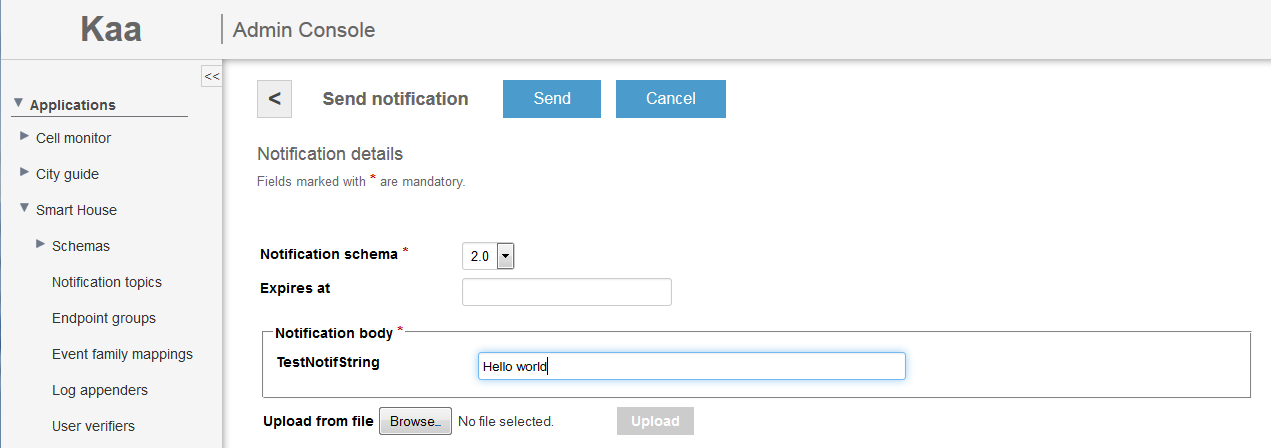 Kaa
Admin Console
<<
Applications
Cell monitor
City guide
Smart House
Schemas
Notification topics
Endpoint groups
Event family mappings
Log appenders
User verifiers
< Send notification Send Cancel
Notification details
Fields marked with * are mandatory.
Notification schema * 2.0
Expires at
Notification body *
TestNotifString Hello world
Upload from file Browse.. No file selected. Upload